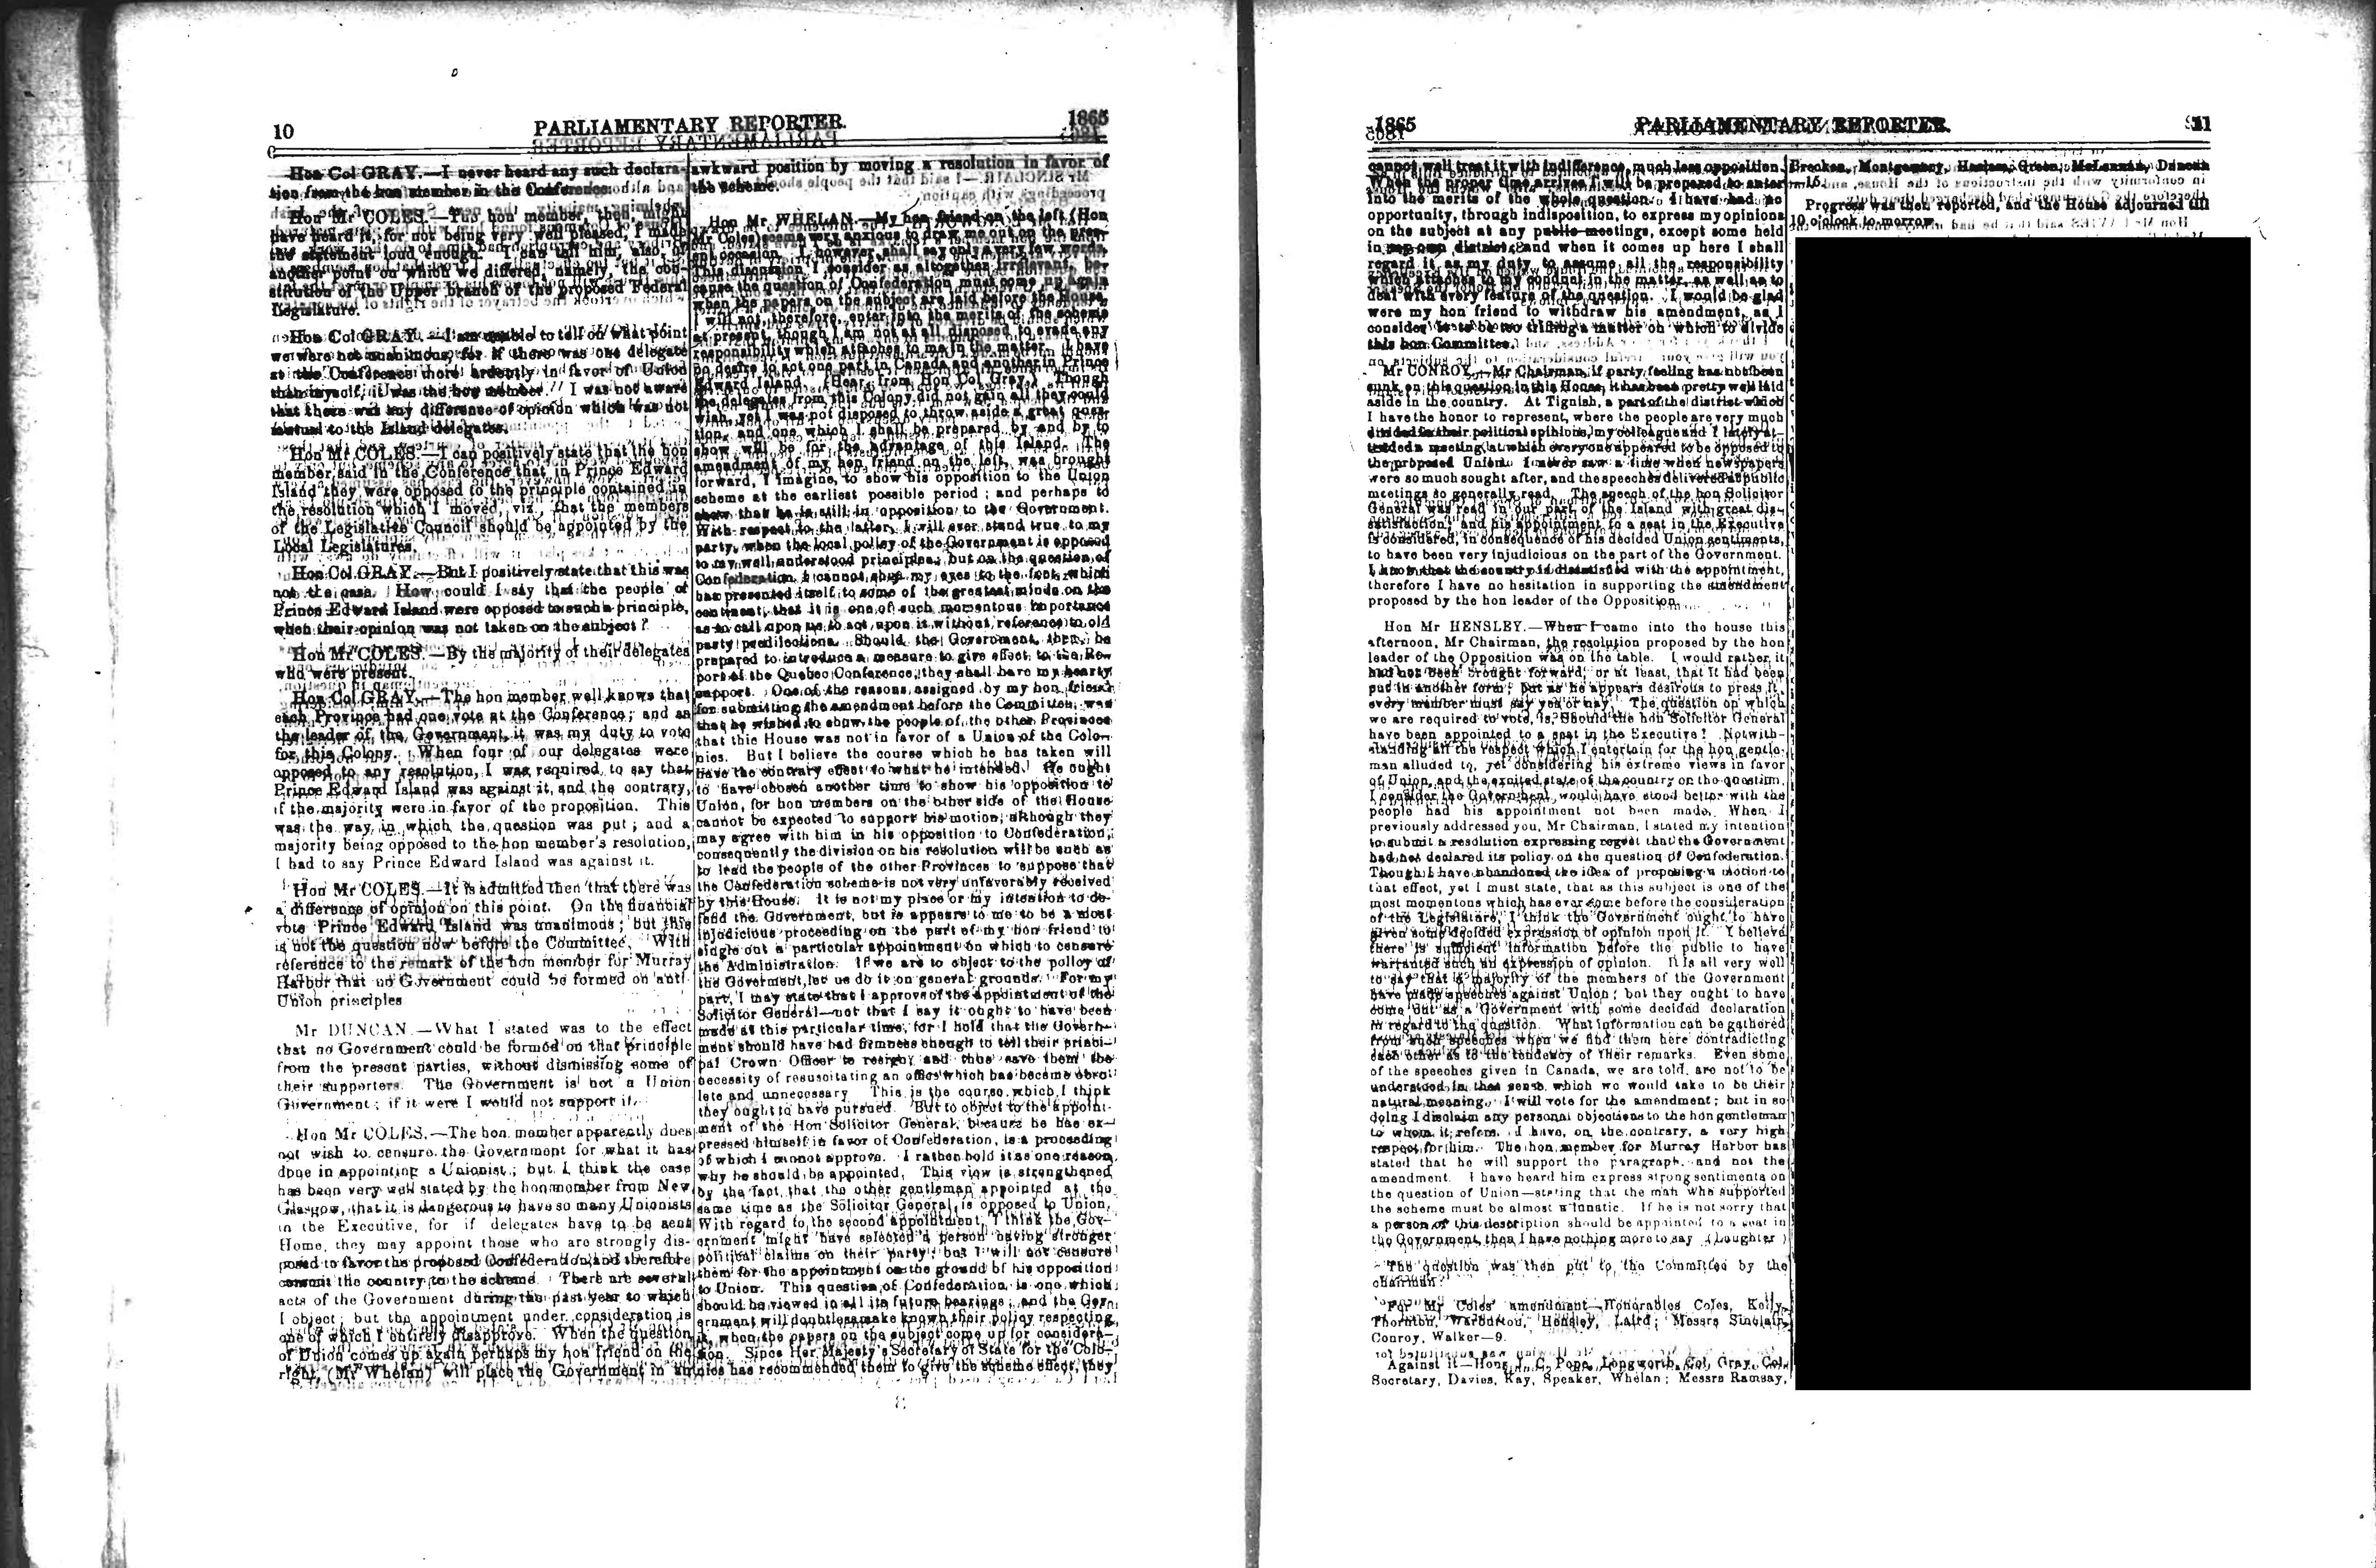 10
PARLIAMENTARY REPORTER.
1865
Hon Col GRAY.—I never heard any such declara-
tion from the hon member in the Conference.
Hon Mr COLES.—The hon member, then, might
have heard it, for not being very well pleased, I made
the statement loud enough. I can tell him, also, of
another point on which we differed, namely, the con-
stitution of the Upper branch of the proposed Federal
Legislature.
Hon Col GRAY.—I am unable to tell on what point
we were not unanimous, for if there was one delegate
at the Conference more ardently in favor of Union
than myself, it was the hon member. I was not aware
that there was any difference of opinion which was not
mutual to the Island delegates.
Hon Mr COLES.—I can positively state that the hon
member said in the Conference that in Prince Edward
Island they were opposed to the principle contained in
the resolution which I moved, viz., that the members
of the Legislative Council should be appointed by the
Local Legislatures.
Hon Col GRAY.—But I positively state that this was
not the case. How could I say that the people of
Prince Edward Island were opposed to such a principle,
when their opinion was not taken on the subject?
Hon Mr COLES.—By the majority of their delegates
who were present.
Hon Col GRAY.—The hon member well knows that
each Province had one vote at the Conference; and as
the leader of the Government, it was my duty to vote
for this Colony. When four of our delegates were
opposed to any resolution, I was required to say that
Prince Edward Island was against it, and the contrary,
if the majority were in favor of the proposition. This
was the way in which the question was put; and a
majority being opposed to the hon member's resolution,
I had to say Prince Edward Island was against it.
Hon Mr COLES.—It is admitted then that there was
a difference of opinion on this point. On the financial
vote Prince Edward Island was unanimous; but this
is not the question now before the Committee. With
reference to the remark of the hon member for Murray
Harbor that no Government could be formed on anti-
Union principles
Mr DUNCAN.—What I stated was to the effect
that no Government could be formed on that principle
from the present parties, without dismissing some of
their supporters. The Government is not a Union
Government; if it were I would not support it.
Hon Mr COLES.—The hon member apparently does
not wish to censure the Government for what it has
done in appointing a Unionist; but I think the case
has been very well stated by the hon member from New
Glasgow, that it is dangerous to have so many Unionists
in the Executive, for if delegates have to be sent
Home, they may appoint those who are strongly dis-
posed to favor the proposed Confederation and therefore
commit the country to the scheme. There are several
acts of the Government during the past year to which
I object; but the appointment under consideration is
one of which I entirely disapprove. When the question
of Union comes up again perhaps my hon friend on the
right, (Mr Whelan) will place the Government in an
awkward position by moving a resolution in favor of
the scheme.
Hon Mr WHELAN.—My hon friend on the left (Hon
Mr Coles) seems very anxious to draw me out on the pres-
ent occasion. I, however, shall say only a very few words.
This discussion I consider as altogether irrelevant, be-
cause the question of Confederation must come up again
when the papers on the subject are laid before the House.
I will not, therefore, enter into the merits of the scheme
at present, though I am not at all disposed to evade any
responsibility which attaches to me in the matter. I have
no desire to act one part in Canada and another in Prince
Edward Island. (Hear, from Hon Col Gray.) Though
the delegates from this Colony did not gain all they could
wish, yet I was not disposed to throw aside a great ques-
tion, and one which I shall be prepared by and by to
show will be for the advantage of this Island. The
amendment of my hon friend on the left, was brought
forward, I imagine, to show his opposition to the Union
scheme at the earliest possible period; and perhaps to
show that he is still in opposition to the Government.
With respect to the latter, I will ever stand true to my
party, when the local policy of the Government is opposed
to my well understood principles; but on the question of
Confederation, I cannot shut my eyes to the fact, which
has presented itself to some of the greatest minds on the
continent, that it is one of such momentous importance
as to call upon us to act upon it without reference to old
party predilections. Should the Government, then, be
prepared to introduce a measure to give effect to the Re-
port of the Quebec Conference, they shall have my hearty
support. One of the reasons assigned by my hon friend
for submitting the amendment before the Committee, was
that he wished to show the people of the other Provinces
that this House was not in favor of a Union of the Colo-
nies. But I believe the course which he has taken will
have the contrary effect to what he intended. He ought
to have chosen another time to show his opposition to
Union, for hon members on the other side of the House
cannot be expected to support his motion, although they
may agree with him in his opposition to Confederation,
consequently the division on his resolution will be such as
to lead the people of the other Provinces to suppose that
the Confederation scheme is not very unfavorably received
by this House. It is not my place or my intention to de-
fend the Government, but is appears to me to be a most
injudicious proceeding on the part of my hon friend to
single out a particular appointment on which to censure
the Administration. If we are to object to the policy of
the Goverment, let us do it on general grounds. For my
part, I may state that I approve of the appointment of the
Solicitor General—not that I say it ought to have been
made at this particular time, for I hold that the Govern-
ment should have had firmness enough to tell their princi-
pal Crown Officer to resign, and thus save them the
necessity of resuscitating an office which has become obso-
lete and unnecessary This is the course which I think
they ought to have pursued. But to object to the appoint-
ment of the Hon Solicitor General, because he has ex-
pressed himself in favor of Confederation, is a proceeding
of which I cannot approve. I rather hold it as one reason
why he should be appointed. This view is strengthened
by the fact, that the other gentleman appointed at the
same time as the Solicitor General, is opposed to Union.
With regard to the second appointment, I think the Gov-
ernment might have selected a person having stronger
political claims on their party; but I will not censure
them for the appointment on the ground of his opposition
to Union. This question of Confederation is one which
should be viewed in all its future bearings; and the Gov-
ernment will doubtless make known their policy respecting
it, when the papers on the subject come up for considera-
tion. Since Her Majesty's Secretary of State for the Colo-
nies has recommended them to give the scheme effect, they
1865
PARLIAMENTARY REPORTER.
11
cannot well treat it with indifference, much less opposition.
When the proper time arrives I will be prepared to enter
into the merits of the whole question. I have had no
opportunity, through indisposition, to express my opinions
on the subject at any public meetings, except some held
in my own district; and when it comes up here I shall
regard it as my duty to assume all the responsibility
which attaches to my conduct in the matter, as well as to
deal with every feature of the question. I would be glad
were my hon friend to withdraw his amendment, as I
consider it to be too trifling a matter on which to divide
this hon Committee.
Mr CONROY.—Mr Chairman, if party feeling has not been
sunk on this question in this House, it has been pretty well laid
aside in the country. At Tignish, a part of the district which
I have the honor to represent, where the people are very much
divided in their political opinions, my colleague and I lately at-
tended a meeting, at which every one appeared to be opposed to
the proposed Union. I never saw a time when newspapers
were so much sought after, and the speeches delivered at public
meetings so generally read. The speech of the hon Solicitor
General was read in our part of the Island with great dis-
satisfaction; and his appointment to a seat in the Executive
is considered, in consequence of his decided Union sentiments,
to have been very injudicious on the part of the Government.
I know that the country is dissatisfied with the appointment,
therefore I have no hesitation in supporting the amendment
proposed by the hon leader of the Opposition.
Hon Mr HENSLEY.—When I came into the house this
afternoon, Mr Chairman, the resolution proposed by the hon
leader of the Opposition was on the table. I would rather it
had not been brought forward, or at least, that it had been
put in another form; but as he appears desirous to press it,
every member must say yes or nay. The question on which
we are required to vote, is, Should the hon Solicitor General
have been appointed to a seat in the Executive? Notwith-
standing all the respect which I entertain for the hon gentle-
man alluded to, yet considering his extreme views in favor
of Union, and the excited state of the country on the question,
I consider the Government would have stood better with the
people had his appointment not been made. When I
previously addressed you, Mr Chairman, I stated my intention
to submit a resolution expressing regret that the Government
had not declared its policy on the question of Confederation.
Though I have abandoned the idea of proposing a motion to
that effect, yet I must state, that as this subject is one of the
most momentous which has ever come before the consideration
of the Legislature, I think the Government ought to have
given some decided expression of opinion upon it. I believe
there is sufficient information before the public to have
warranted such an expression of opinion. It is all very well
to say that a majority of the members of the Government
have made speeches against Union; but they ought to have
come out as a Government with some decided declaration
in regard to the question. What information can be gathered
from such speeches when we find them here contradicting
each other as to the tendency of their remarks. Even some
of the speeches given in Canada, we are told, are not to be
understood in that sense which we would take to be their
natural meaning. I will vote for the amendment; but in so
doing I disclaim any personal objections to the hon gentleman
to whom it refers. I have, on the contrary, a very high
respect for him. The hon member for Murray Harbor has
stated that he will support the paragraph and not the
amendment. I have heard him express strong sentiments on
the question of Union—stating that the man who supported
the scheme must be almost a lunatic. If he is not sorry that
a person of this description should be appointed to a seat in
the Government, then I have nothing more to say (Laughter)
The question was then put to the Committee by the
chairman:
For Mr Coles' amendment—Honorables Coles, Kelly,
Thornton, Warburton, Hensley, Laird; Messrs Sinclair,
Conroy, Walker—9.
Against it—Hons J. C. Pope, Longworth, Col. Gray, Col.
Secretary, Davies, Kay, Speaker, Whelan; Messrs Ramsay,
Brecken, Montgomery, Haslam, Green, McLennan, Duncan
—15.
Progress was then reported, and the House adjourned till
10 o'clock to-morrow.